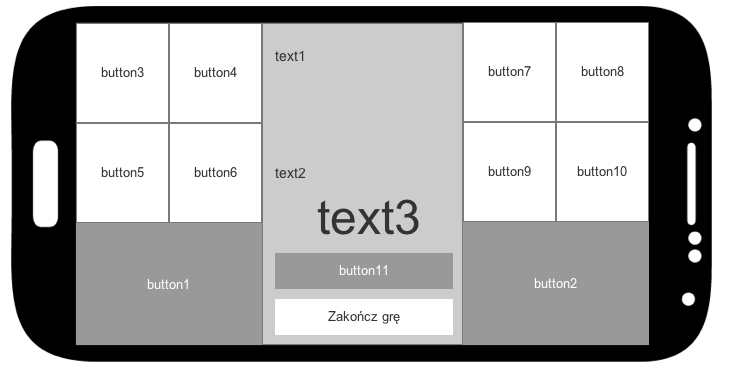 button3
button4
button5
button6
button1
text1
text2
text3
button11
Zakończ grę
button7
button8
button9
button10
button2